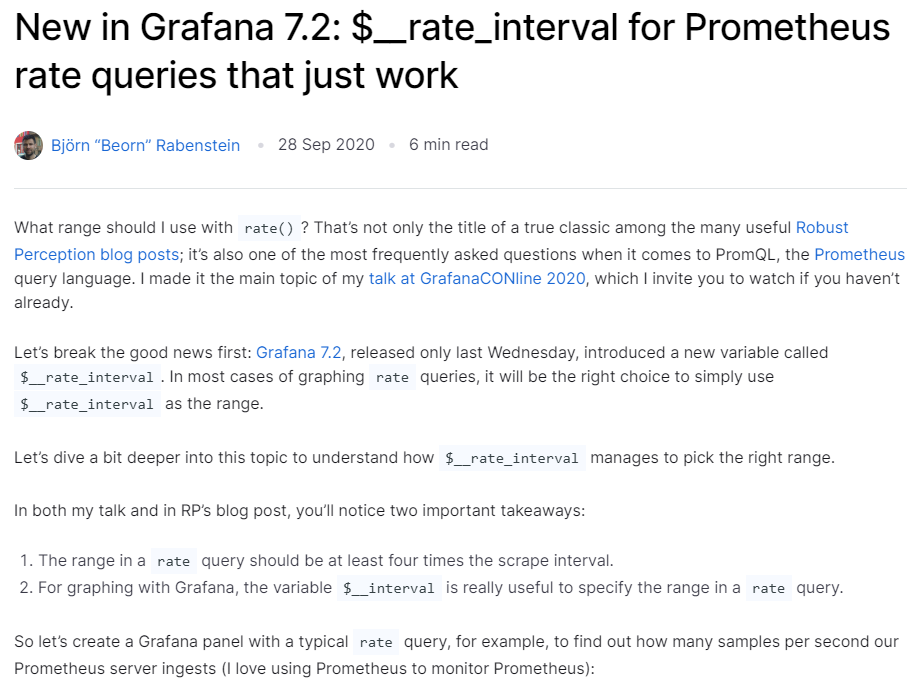 New in Grafana 7.2: $__rate_interval for Prometheus
rate queries that just work
Björn “Beorn” Rabenstein • 28 Sep 2020 • 6 min read
What range should I use with rate() ? That’s not only the title of a true classic among the many useful Robust
Perception blog posts; it’s also one of the most frequently asked questions when it comes to PromQL, the Prometheus
query language. I made it the main topic of my talk at GrafanaCONline 2020, which I invite you to watch if you haven’t
already.
Let’s break the good news first: Grafana 7.2, released only last Wednesday, introduced a new variable called
$__rate_interval . In most cases of graphing rate queries, it will be the right choice to simply use
$__rate_interval as the range.
Let’s dive a bit deeper into this topic to understand how $__rate_interval manages to pick the right range.
In both my talk and in RP’s blog post, you’ll notice two important takeaways:
1. The range in a rate query should be at least four times the scrape interval.
2. For graphing with Grafana, the variable $__interval is really useful to specify the range in a rate query.
So let’s create a Grafana panel with a typical rate query, for example, to find out how many samples per second our
Prometheus server ingests (I love using Prometheus to monitor Prometheus):